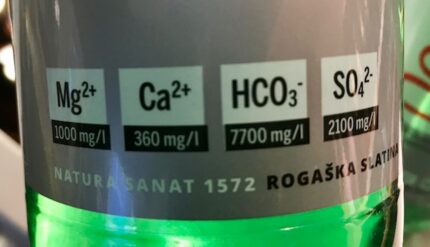 Mg²⁺ Ca²⁺ HCO₃⁻ SO₄²⁻
1000 mg/l 360 mg/l 7700 mg/l 2100 mg/l
NATURA SANAT 1572 ROGAŠKA SLATINA